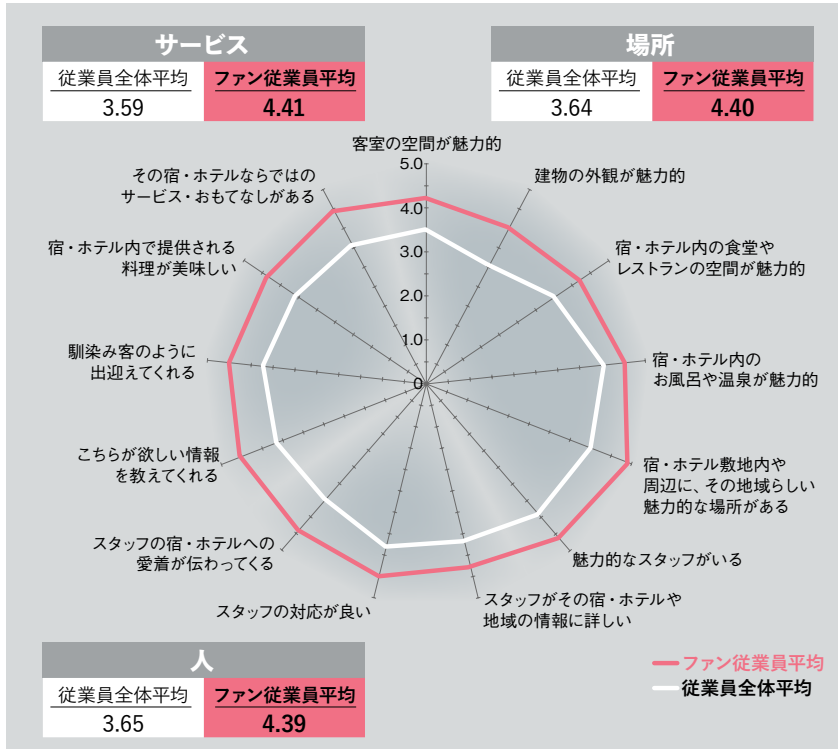 サービス
従業員全体平均
ファン従業員平均
3.59
4.41
場所
従業員全体平均
ファン従業員平均
3.64
4.40
客室の空間が魅力的
建物の外観が魅力的
宿・ホテル内の食堂や
レストランの空間が魅力的
宿・ホテル内の
お風呂や温泉が魅力的
宿・ホテル敷地内や
周辺に、その地域らしい
魅力的な場所がある
魅力的なスタッフがいる
スタッフがその宿・ホテルや
地域の情報に詳しい
スタッフの対応が良い
スタッフの宿・ホテルへの
愛着が伝わってくる
こちらが欲しい情報
を教えてくれる
馴染み客のように
出迎えてくれる
宿・ホテル内で提供される
料理が美味しい
その宿・ホテルならではの
サービス・おもてなしがある
5.0
4.0
3.0
2.0
1.0
0
人
従業員全体平均
ファン従業員平均
3.65
4.39
ファン従業員平均
従業員全体平均